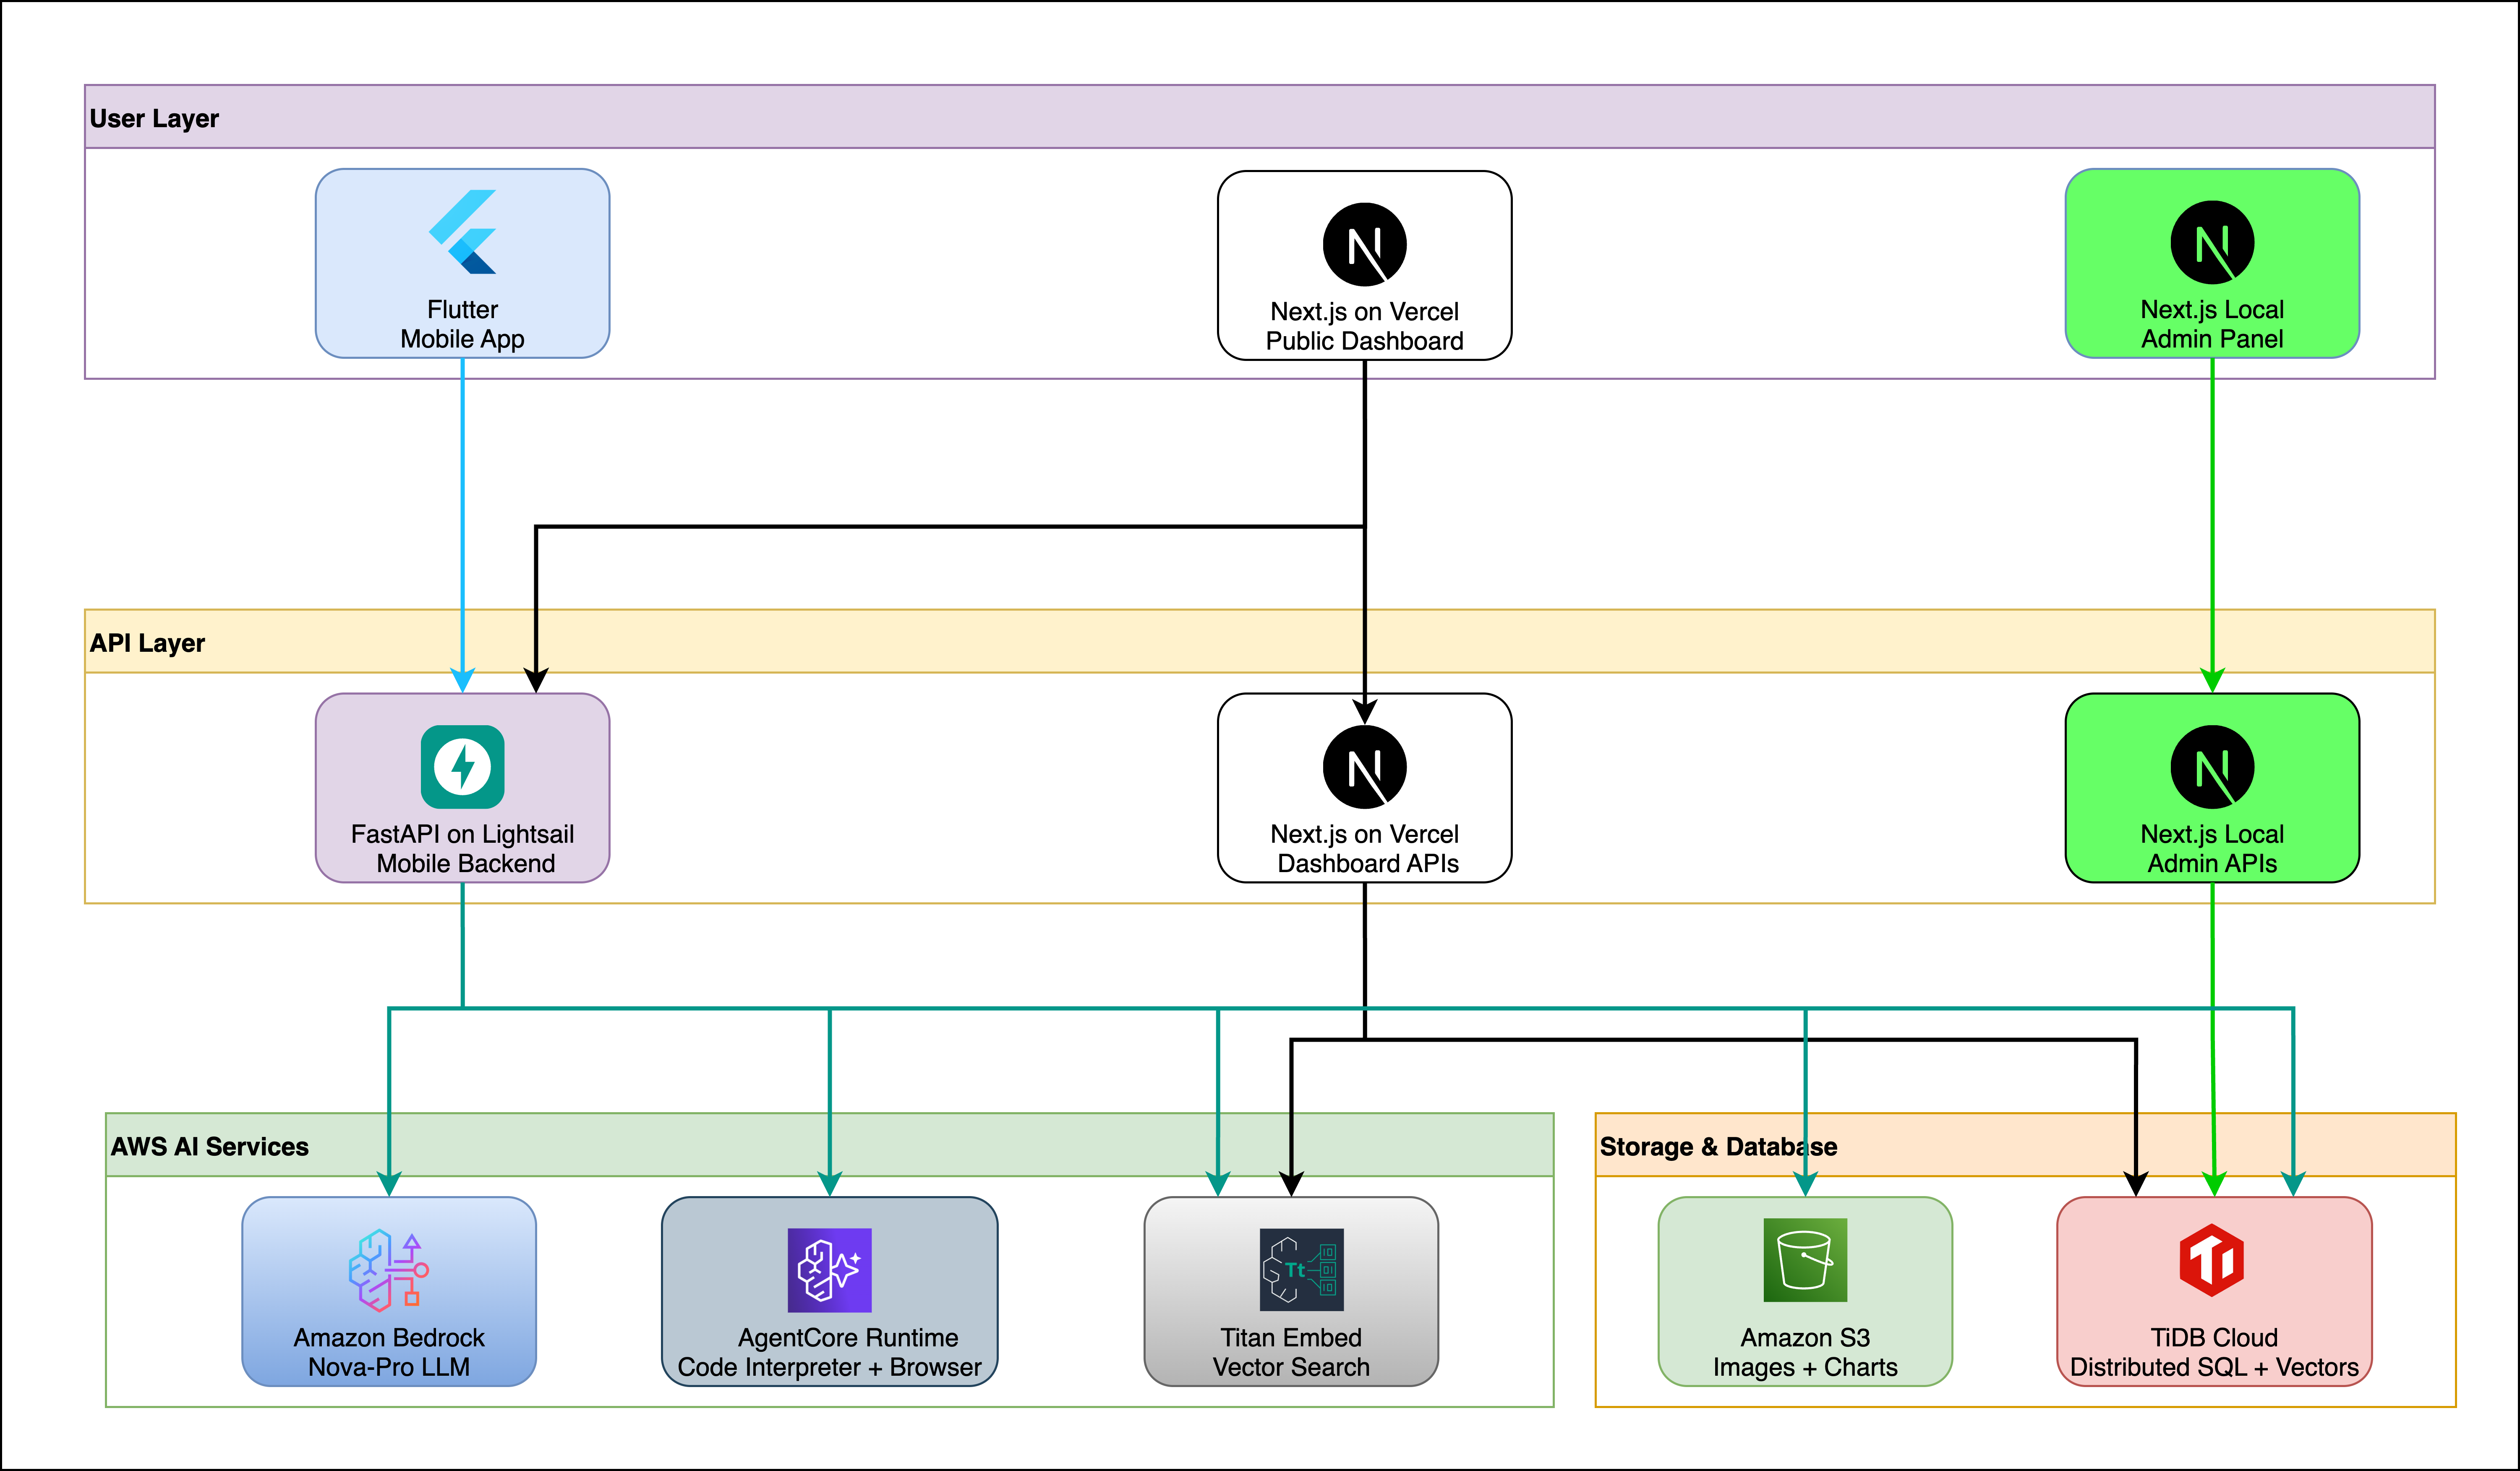 User Layer
Flutter
Mobile App
Next.js on Vercel
Public Dashboard
Next.js Local
Admin Panel
API Layer
FastAPI on Lightsail
Mobile Backend
Next.js on Vercel
Dashboard APIs
Next.js Local
Admin APIs
AWS AI Services
Amazon Bedrock
Nova-Pro LLM
AgentCore Runtime
Code Interpreter + Browser
Tt
Titan Embed
Vector Search
Storage & Database
Amazon S3
Images + Charts
TiDB Cloud
Distributed SQL + Vectors